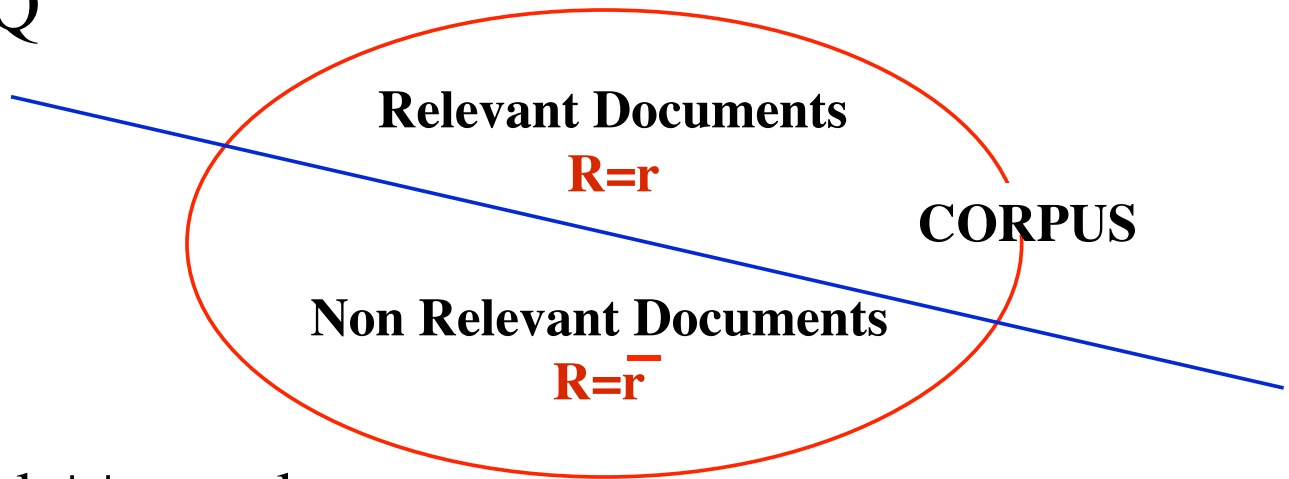 Q
Relevant Documents
R=r
CORPUS
Non Relevant Documents
R=r̅